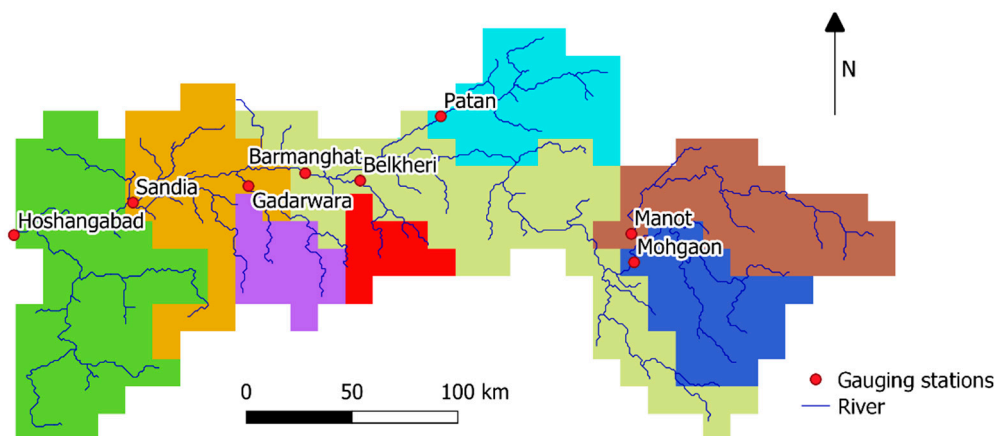 N
Patan
Barmanghat
Belkheri
Sandia
Gadarwara
Hoshangabad
Manot
Mohgaon
0 50 100 km
Gauging stations
River